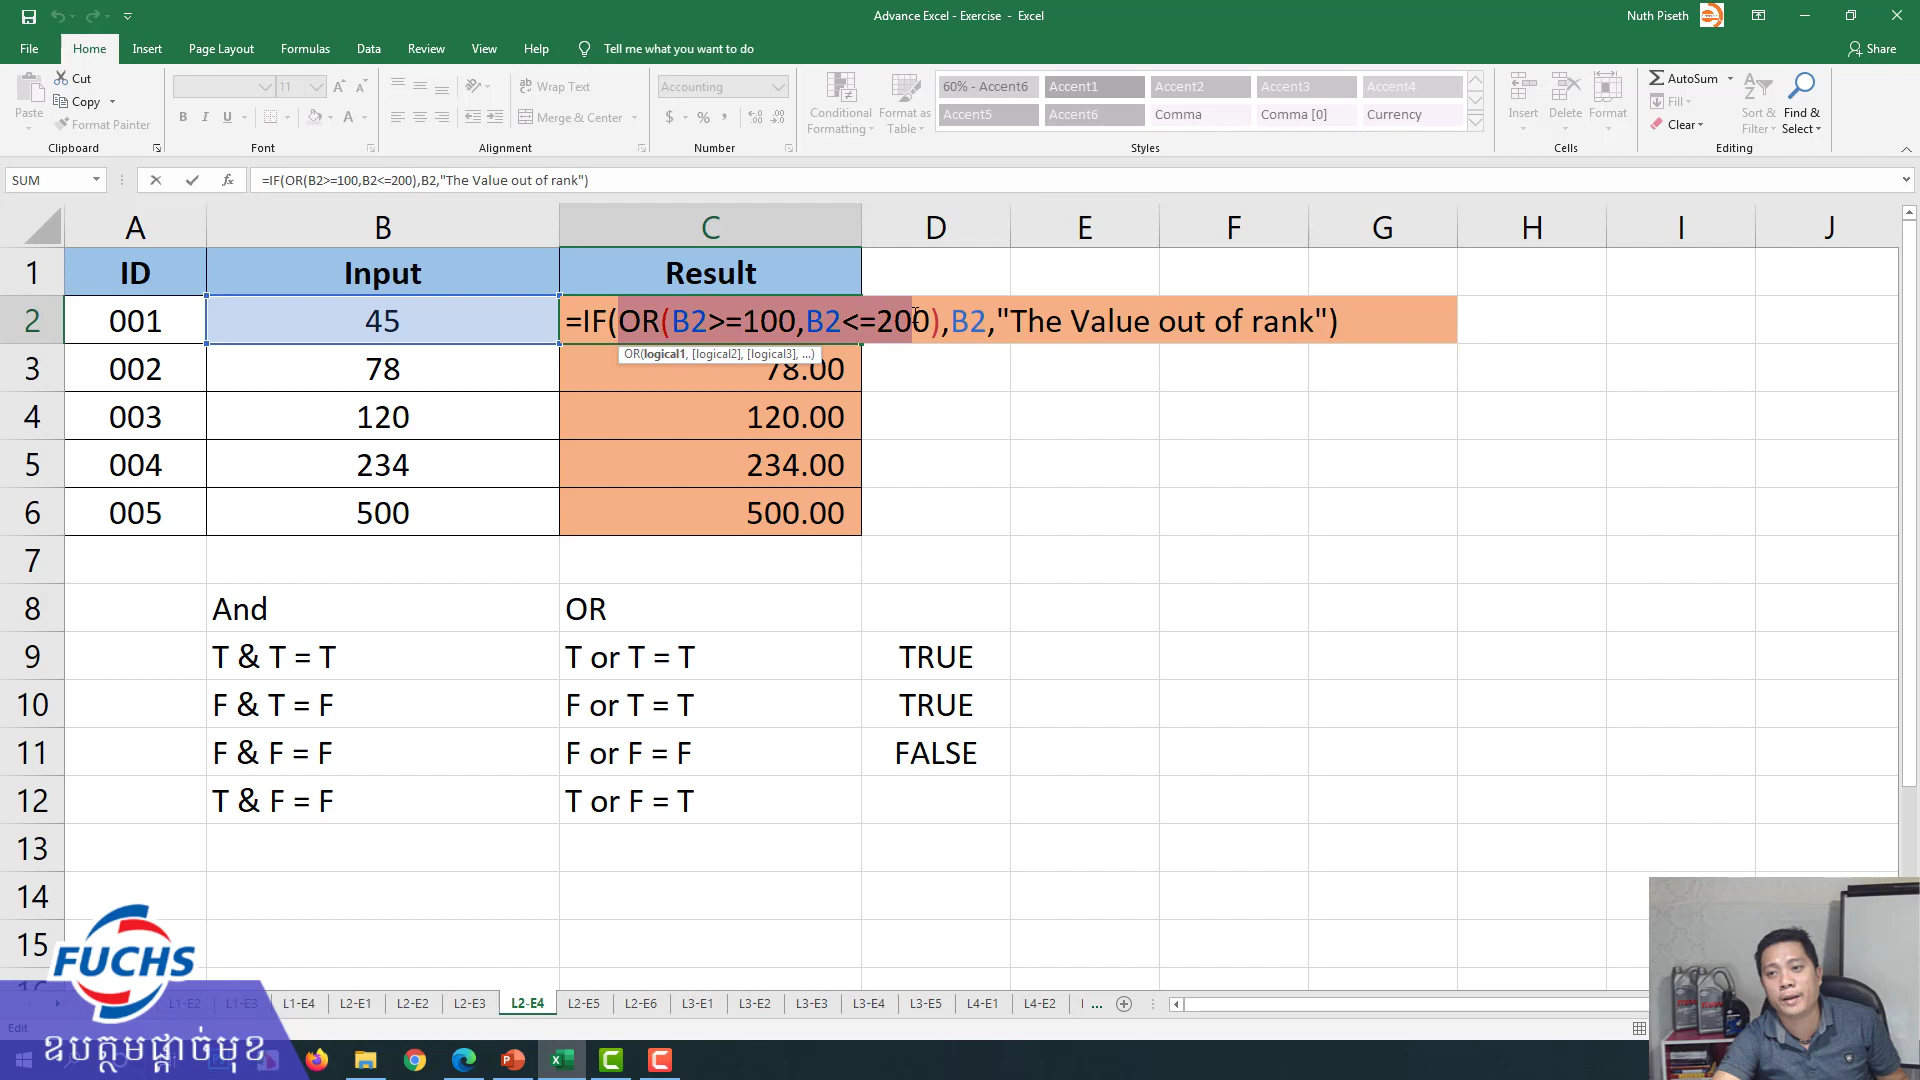 Advance Excel - Exercise - Excel
Nuth Piseth
File Home Insert Page Layout Formulas Data Review View Help Tell me what you want to do Share
Cut
Copy
Format Painter
Paste
Clipboard
11
B I U
Font
Wrap Text
Merge & Center
Alignment
Accounting
$ % ,
Number
Conditional Formatting
Format as Table
60% - Accent6 Accent1 Accent2 Accent3 Accent4
Accent5 Accent6 Comma Comma [0] Currency
Styles
Insert Delete Format
Cells
AutoSum
Fill
Clear
Sort & Filter
Find & Select
Editing
SUM
=IF(OR(B2>=100,B2<=200),B2,"The Value out of rank")
A B C D E F G H I J
1 ID Input Result
2 001 45 =IF(OR(B2>=100,B2<=200),B2,"The Value out of rank")
OR(logical1, [logical2], [logical3], ...)
3 002 78 78.00
4 003 120 120.00
5 004 234 234.00
6 005 500 500.00
7
8 And OR
9 T & T = T T or T = T TRUE
10 F & T = F F or T = T TRUE
11 F & F = F F or F = F FALSE
12 T & F = F T or F = T
13
14
15
FUCHS
L1-E2 L1-E3 L1-E4 L2-E1 L2-E2 L2-E3 L2-E4 L2-E5 L2-E6 L3-E1 L3-E2 L3-E3 L3-E4 L3-E5 L4-E1 L4-E2 ...
Edit
ឧបត្ថមផ្តាច់មុខ